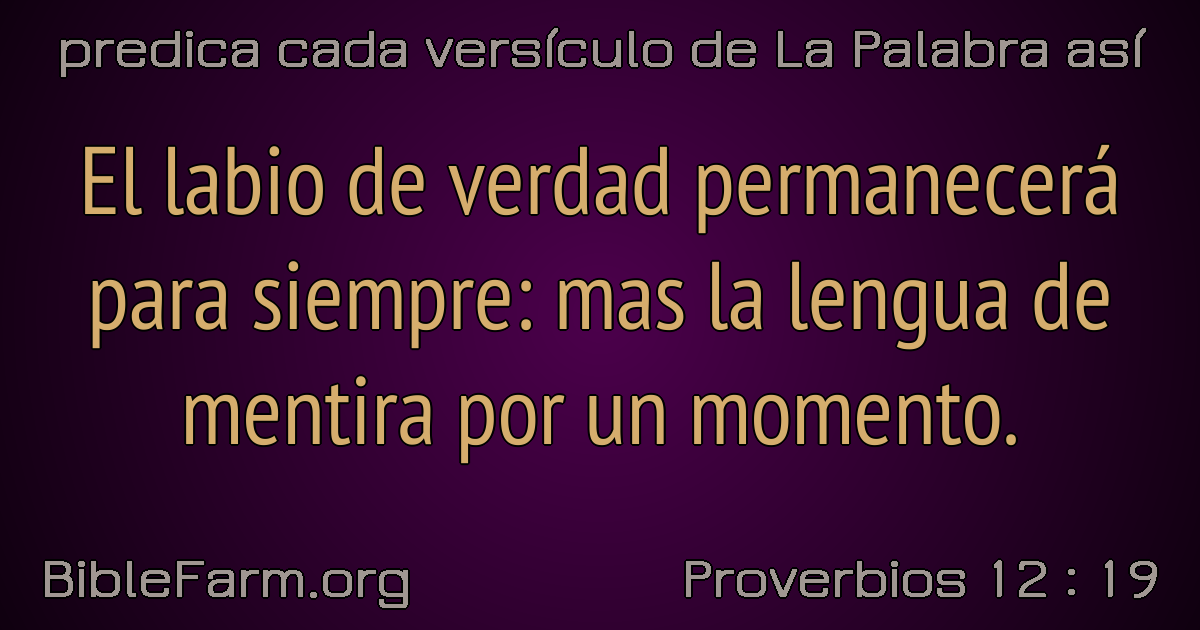 predica cada versículo de La Palabra así
El labio de verdad permanecerá
para siempre: mas la lengua de
mentira por un momento.
BibleFarm.org
Proverbios 12 : 19